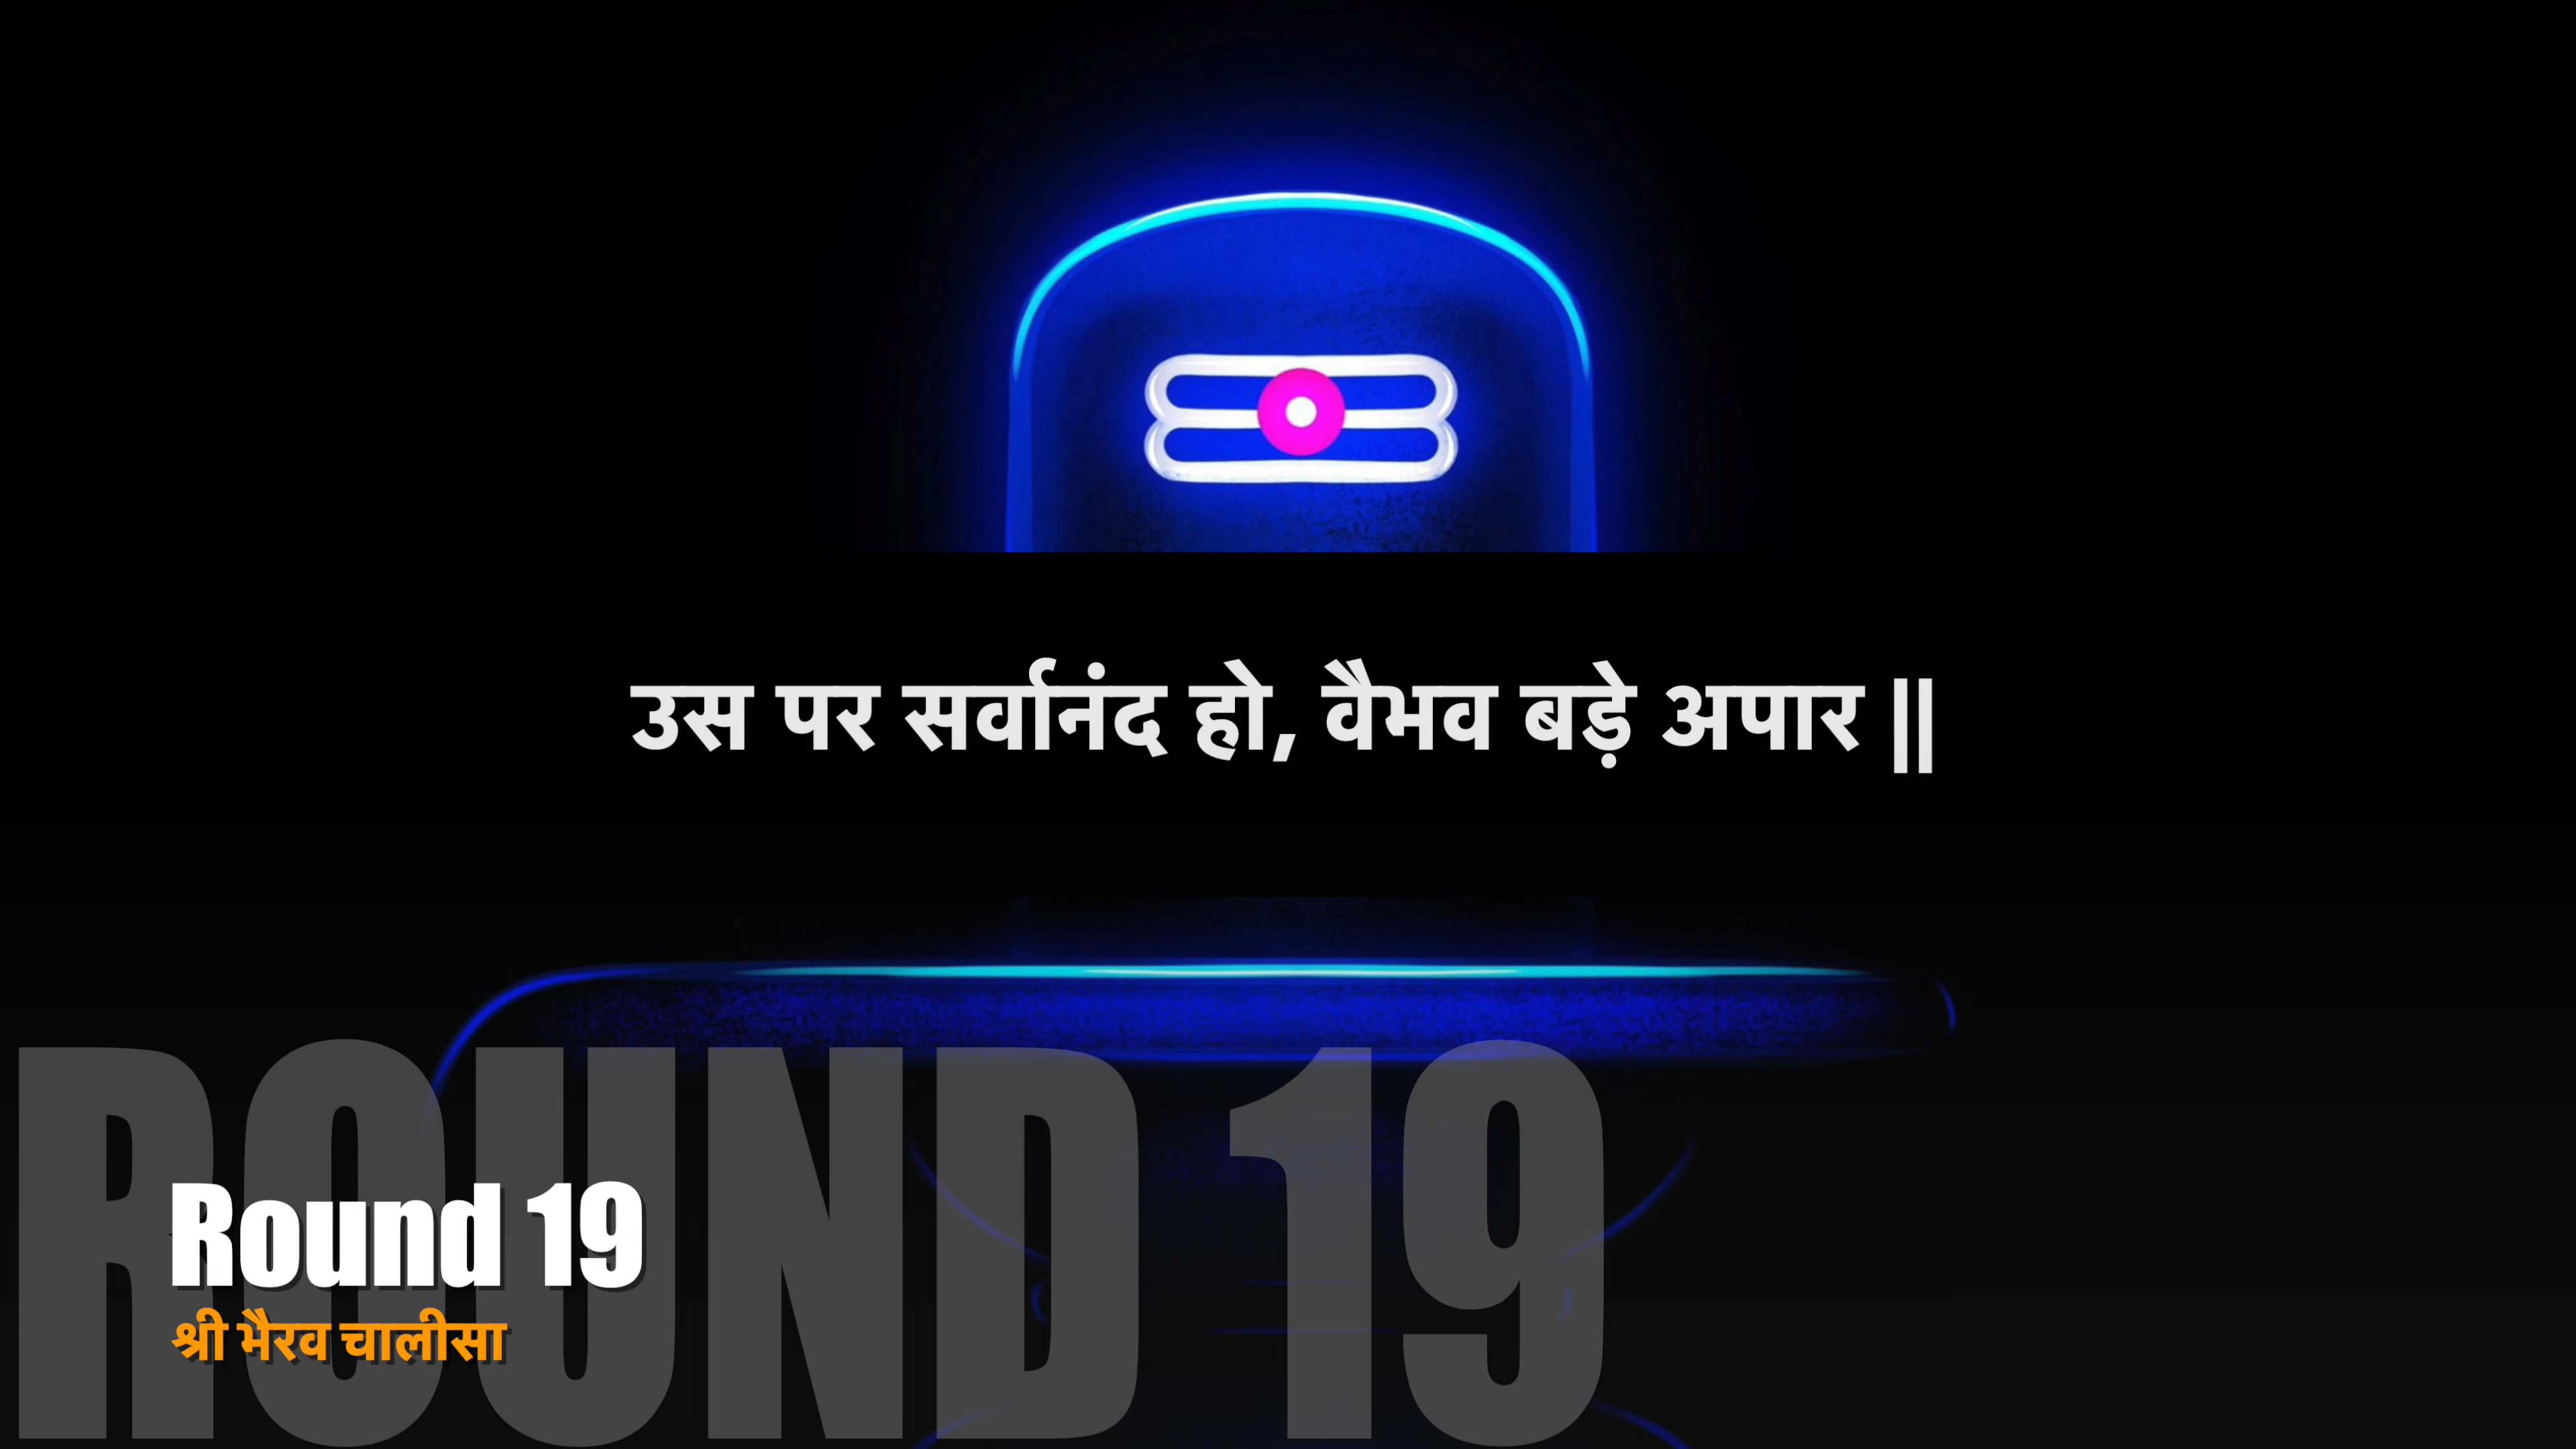 उस पर सर्वानंद हो, वैभव बड़े अपार ||
ROUND 19
Round 19
श्री भैरव चालीसा